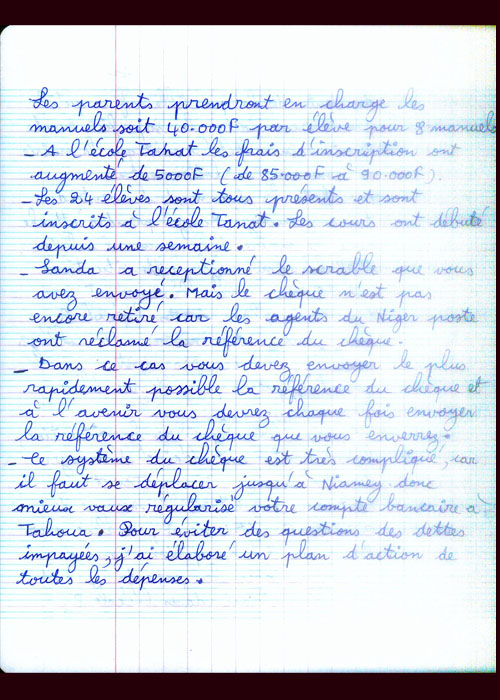 Les parents prendront en charge les
manuels soit 40.000F par élève pour 8 manuels
_ A l'école Tanat les frais d'inscription ont
augmenté de 5000F (de 85.000F à 90.000F).
_ Les 24 élèves sont tous présents et sont
inscrits à l'école Tanat. Les cours ont débuté
depuis une semaine.
_ Sanda a receptionné le scrable que vous
avez envoyé. Mais le chèque n'est pas
encore retiré car les agents du Niger poste
ont réclamé la référence du chèque.
_ Dans ce cas vous devez envoyer le plus
rapidement possible la référence du chèque et
à l'avenir vous devrez chaque fois envoyer
la référence du chèque que vous enverrez.
_ Ce système du chèque est très compliqué, car
il faut se déplacer jusqu'à Niamey donc
mieux vaux régularisé vôtre compte bancaire à
Tahoua. Pour éviter des questions des dettes
impayées, j'ai élaboré un plan d'action de
toutes les dépenses.